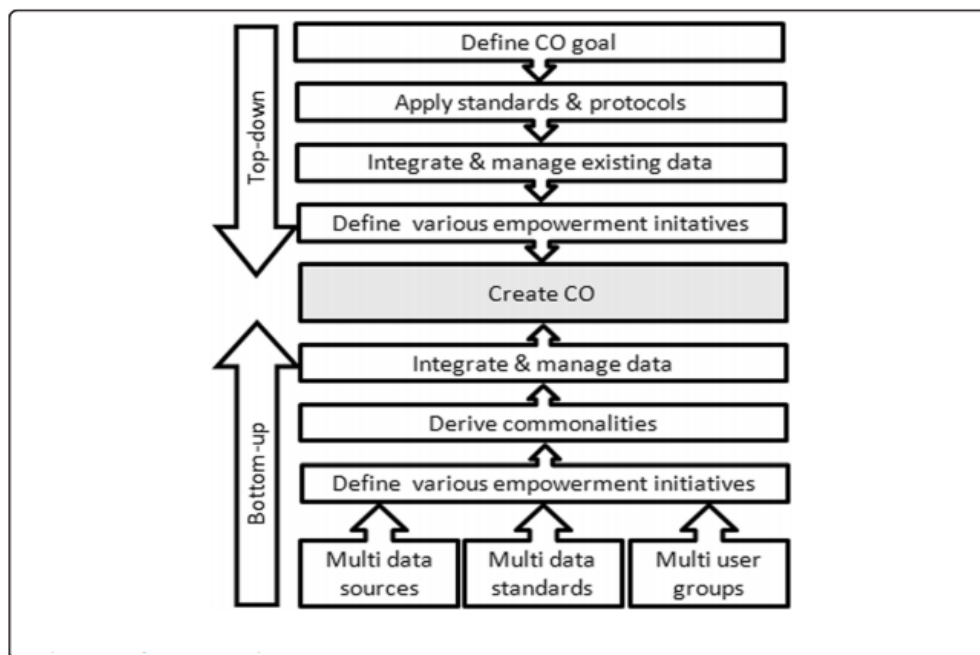 Define CO goal
Apply standards & protocols
Integrate & manage existing data
Define various empowerment initatives
Top-down
Create CO
Integrate & manage data
Derive commonalities
Define various empowerment initiatives
Bottom-up
Multi data
sources
Multi data
standards
Multi user
groups